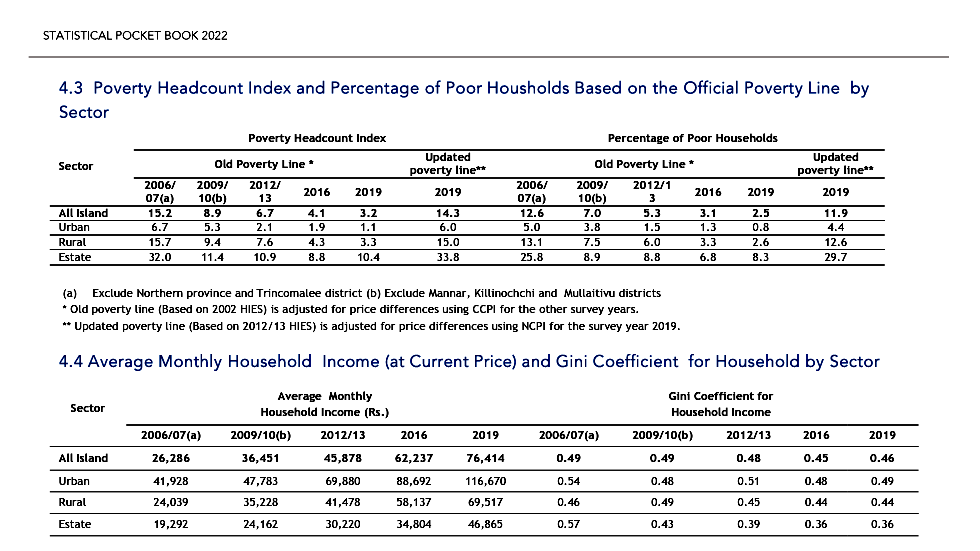 STATISTICAL POCKET BOOK 2022
4.3 Poverty Headcount Index and Percentage of Poor Housholds Based on the Official Poverty Line by
Sector
Sector Poverty Headcount Index Percentage of Poor Households
Old Poverty Line * Updated poverty line** Old Poverty Line * Updated poverty line**
2006/07(a) 2009/10(b) 2012/13 2016 2019 2019 2006/07(a) 2009/10(b) 2012/13 2016 2019 2019
All Island 15.2 8.9 6.7 4.1 3.2 14.3 12.6 7.0 5.3 3.1 2.5 11.9
Urban 6.7 5.3 2.1 1.9 1.1 6.0 5.0 3.8 1.5 1.3 0.8 4.4
Rural 15.7 9.4 7.6 4.3 3.3 15.0 13.1 7.5 6.0 3.3 2.6 12.6
Estate 32.0 11.4 10.9 8.8 10.4 33.8 25.8 8.9 8.8 6.8 8.3 29.7
(a) Exclude Northern province and Trincomalee district (b) Exclude Mannar, Killinochchi and Mullaitivu districts
* Old poverty line (Based on 2002 HIES) is adjusted for price differences using CCPI for the other survey years.
** Updated poverty line (Based on 2012/13 HIES) is adjusted for price differences using NCPI for the survey year 2019.
4.4 Average Monthly Household Income (at Current Price) and Gini Coefficient for Household by Sector
Sector Average Monthly Household Income (Rs.) Gini Coefficient for Household Income
2006/07(a) 2009/10(b) 2012/13 2016 2019 2006/07(a) 2009/10(b) 2012/13 2016 2019
All Island 26,286 36,451 45,878 62,237 76,414 0.49 0.49 0.48 0.45 0.46
Urban 41,928 47,783 69,880 88,692 116,670 0.54 0.48 0.51 0.48 0.49
Rural 24,039 35,228 41,478 58,137 69,517 0.46 0.49 0.45 0.44 0.44
Estate 19,292 24,162 30,220 34,804 46,865 0.57 0.43 0.39 0.36 0.36